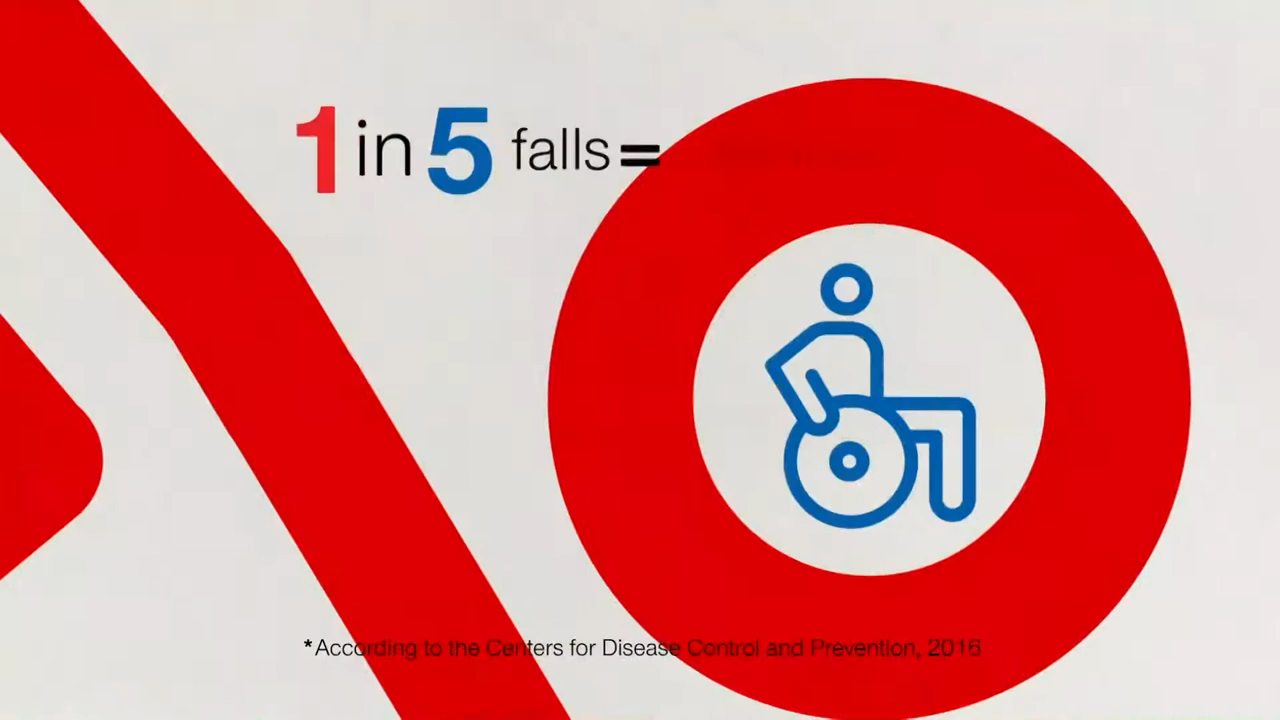 1 in 5 falls =
*According to the Centers for Disease Control and Prevention, 2016